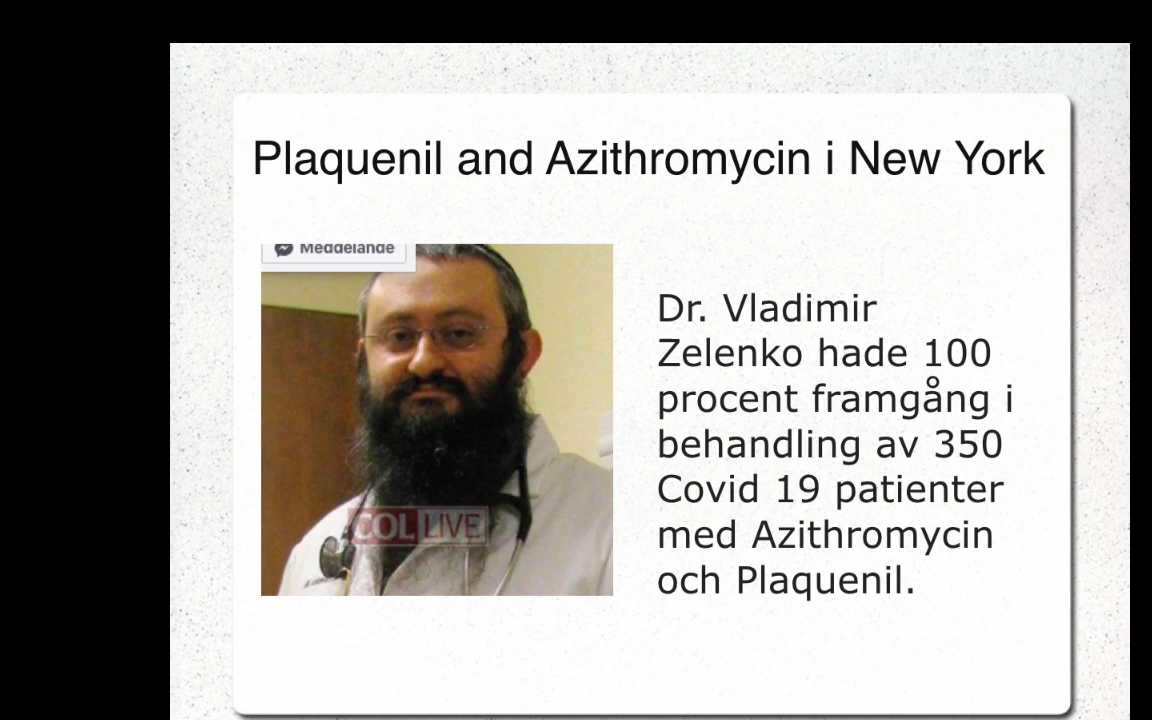 Plaquenil and Azithromycin i New York
Meddelande
Dr. Vladimir
Zelenko hade 100
procent framgång i
behandling av 350
Covid 19 patienter
med Azithromycin
och Plaquenil.
COL LIVE